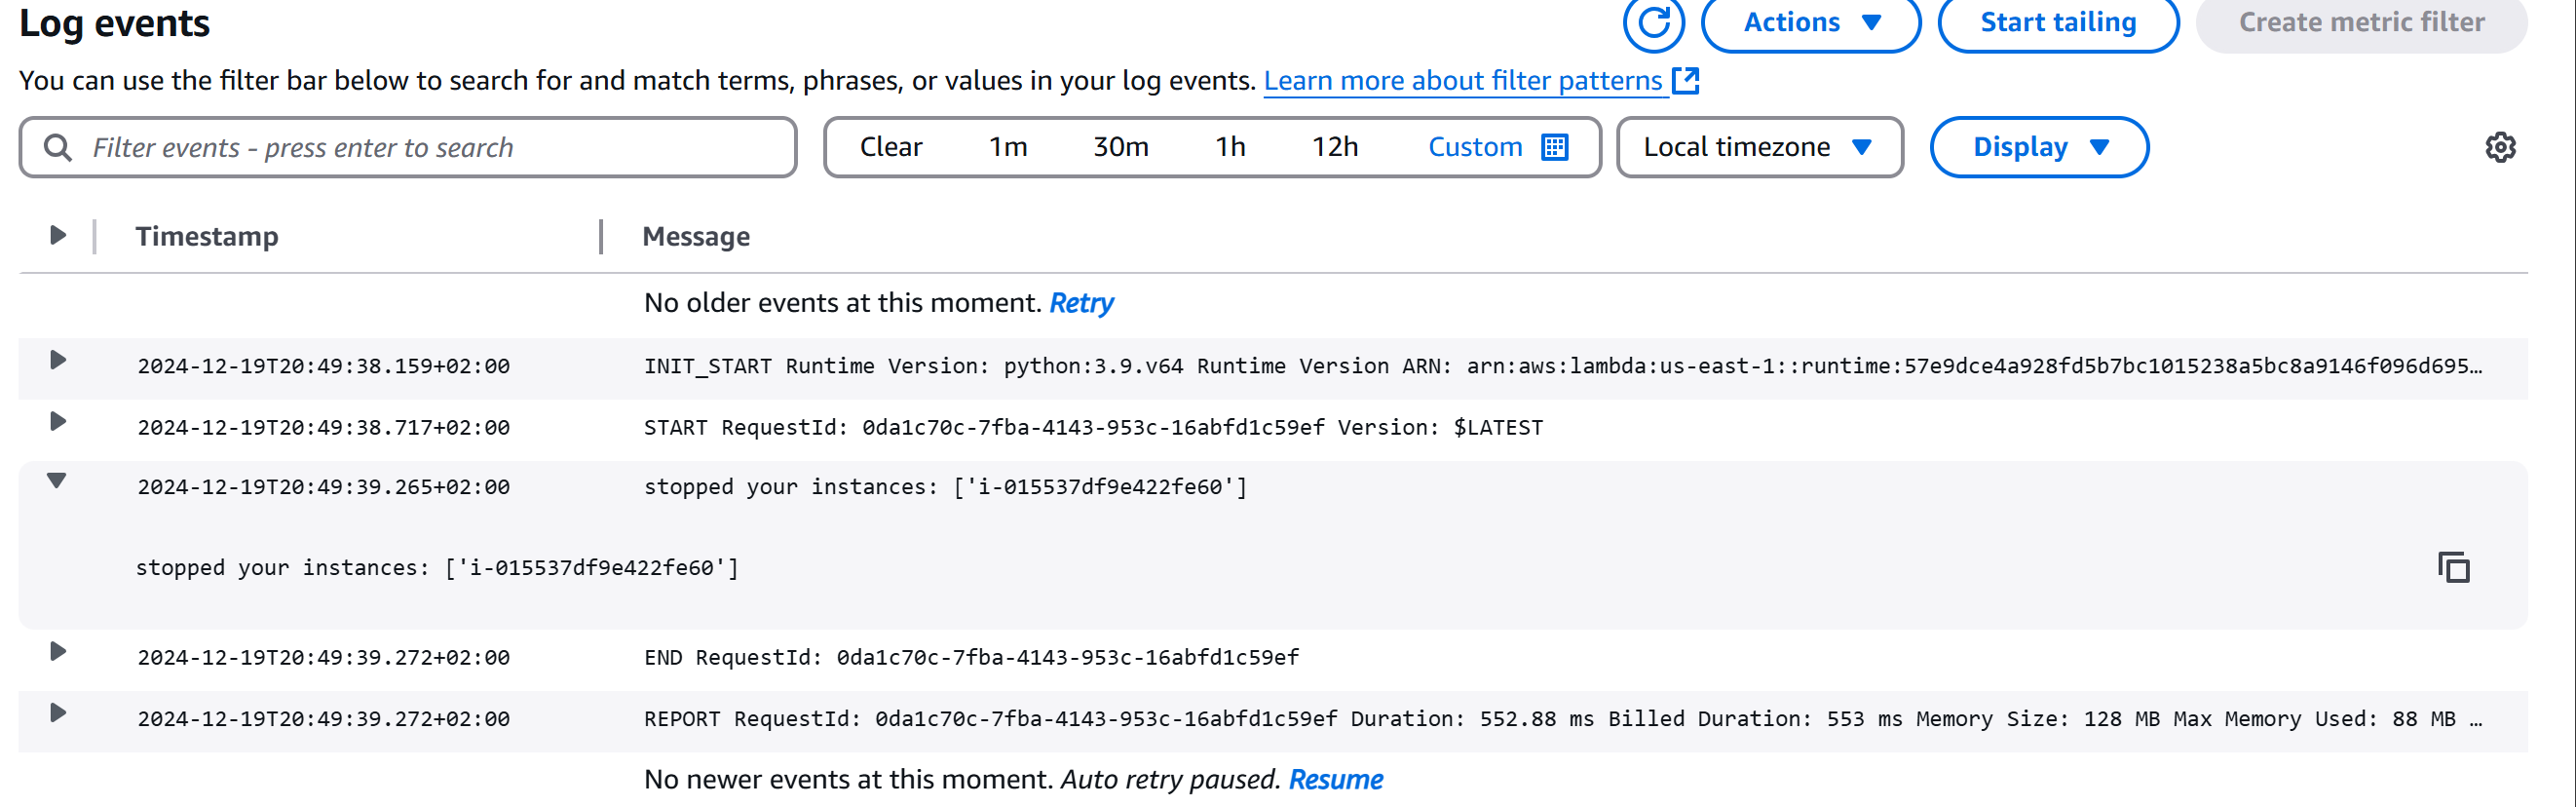 Log events
Actions
Start tailing
Create metric filter
You can use the filter bar below to search for and match terms, phrases, or values in your log events. Learn more about filter patterns
Filter events - press enter to search
Clear 1m 30m 1h 12h Custom
Local timezone
Display
Timestamp Message
No older events at this moment. Retry
2024-12-19T20:49:38.159+02:00 INIT_START Runtime Version: python:3.9.v64 Runtime Version ARN: arn:aws:lambda:us-east-1::runtime:57e9dce4a928fd5b7bc1015238a5bc8a9146f096d695…
2024-12-19T20:49:38.717+02:00 START RequestId: 0da1c70c-7fba-4143-953c-16abfd1c59ef Version: $LATEST
2024-12-19T20:49:39.265+02:00 stopped your instances: ['i-015537df9e422fe60']
stopped your instances: ['i-015537df9e422fe60']
2024-12-19T20:49:39.272+02:00 END RequestId: 0da1c70c-7fba-4143-953c-16abfd1c59ef
2024-12-19T20:49:39.272+02:00 REPORT RequestId: 0da1c70c-7fba-4143-953c-16abfd1c59ef Duration: 552.88 ms Billed Duration: 553 ms Memory Size: 128 MB Max Memory Used: 88 MB …
No newer events at this moment. Auto retry paused. Resume